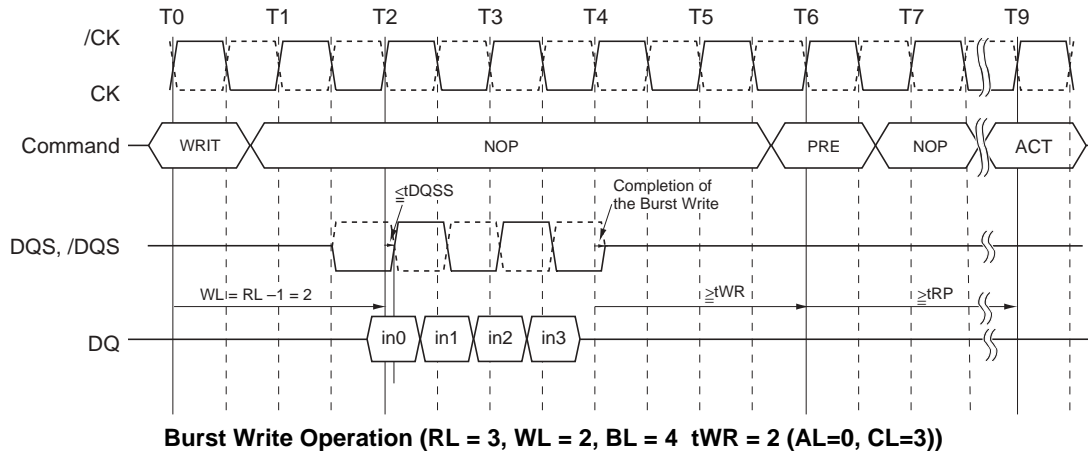 T0 T1 T2 T3 T4 T5 T6 T7 T9
/CK
CK
Command WRIT NOP PRE NOP ACT
≦tDQSS
Completion of
the Burst Write
DQS, /DQS
WL = RL –1 = 2
≧tWR
≧tRP
DQ in0 in1 in2 in3
Burst Write Operation (RL = 3, WL = 2, BL = 4 tWR = 2 (AL=0, CL=3))